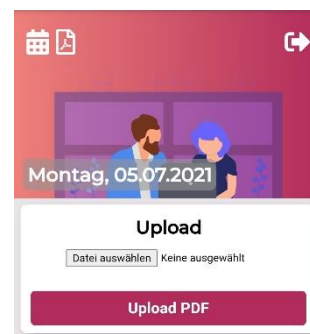 Montag, 05.07.2021
Upload
Datei auswählen Keine ausgewählt
Upload PDF